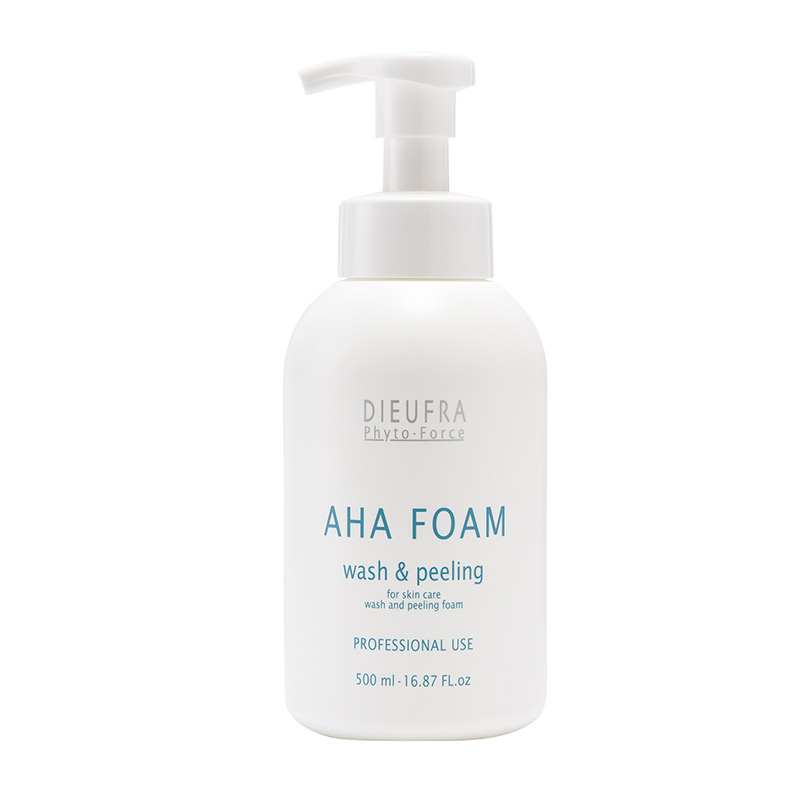 DIEUFRA
Phyto-Force
AHA FOAM
wash & peeling
for skin care
wash and peeling foam
PROFESSIONAL USE
500 ml - 16.87 FL.oz